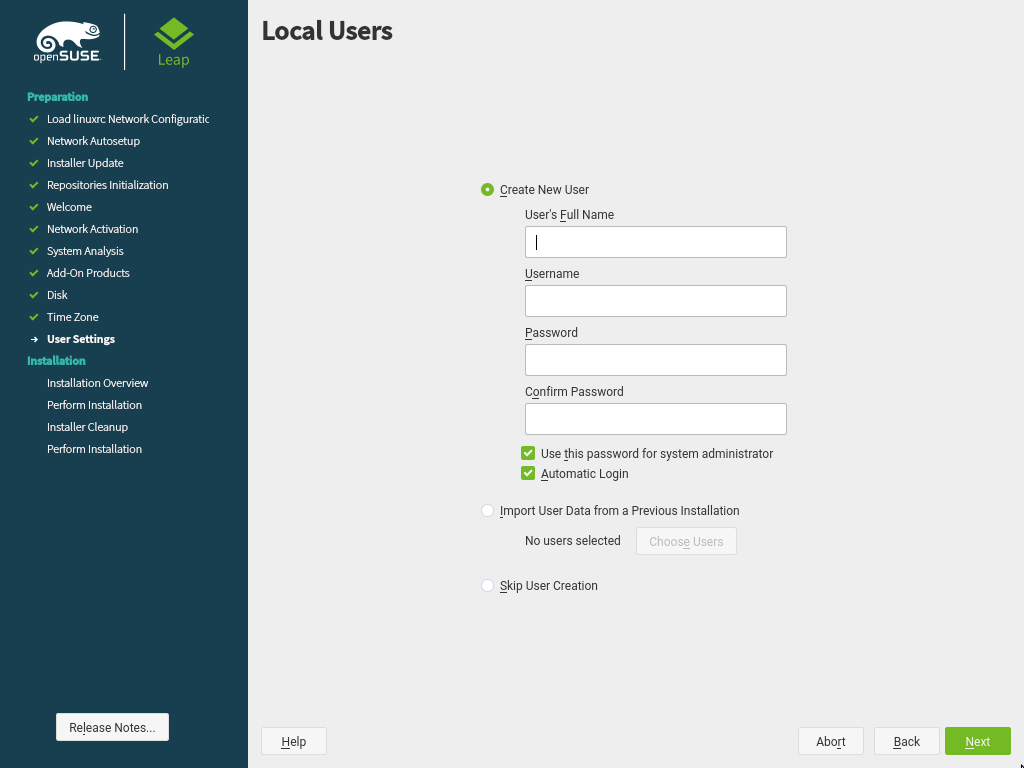 openSUSE
Leap
Preparation
Load linuxrc Network Configuratic
Network Autosetup
Installer Update
Repositories Initialization
Welcome
Network Activation
System Analysis
Add-On Products
Disk
Time Zone
User Settings
Installation
Installation Overview
Perform Installation
Installer Cleanup
Perform Installation
Release Notes...
Local Users
Create New User
User's Full Name
Username
Password
Confirm Password
Use this password for system administrator
Automatic Login
Import User Data from a Previous Installation
No users selected Choose Users
Skip User Creation
Help Abort Back Next